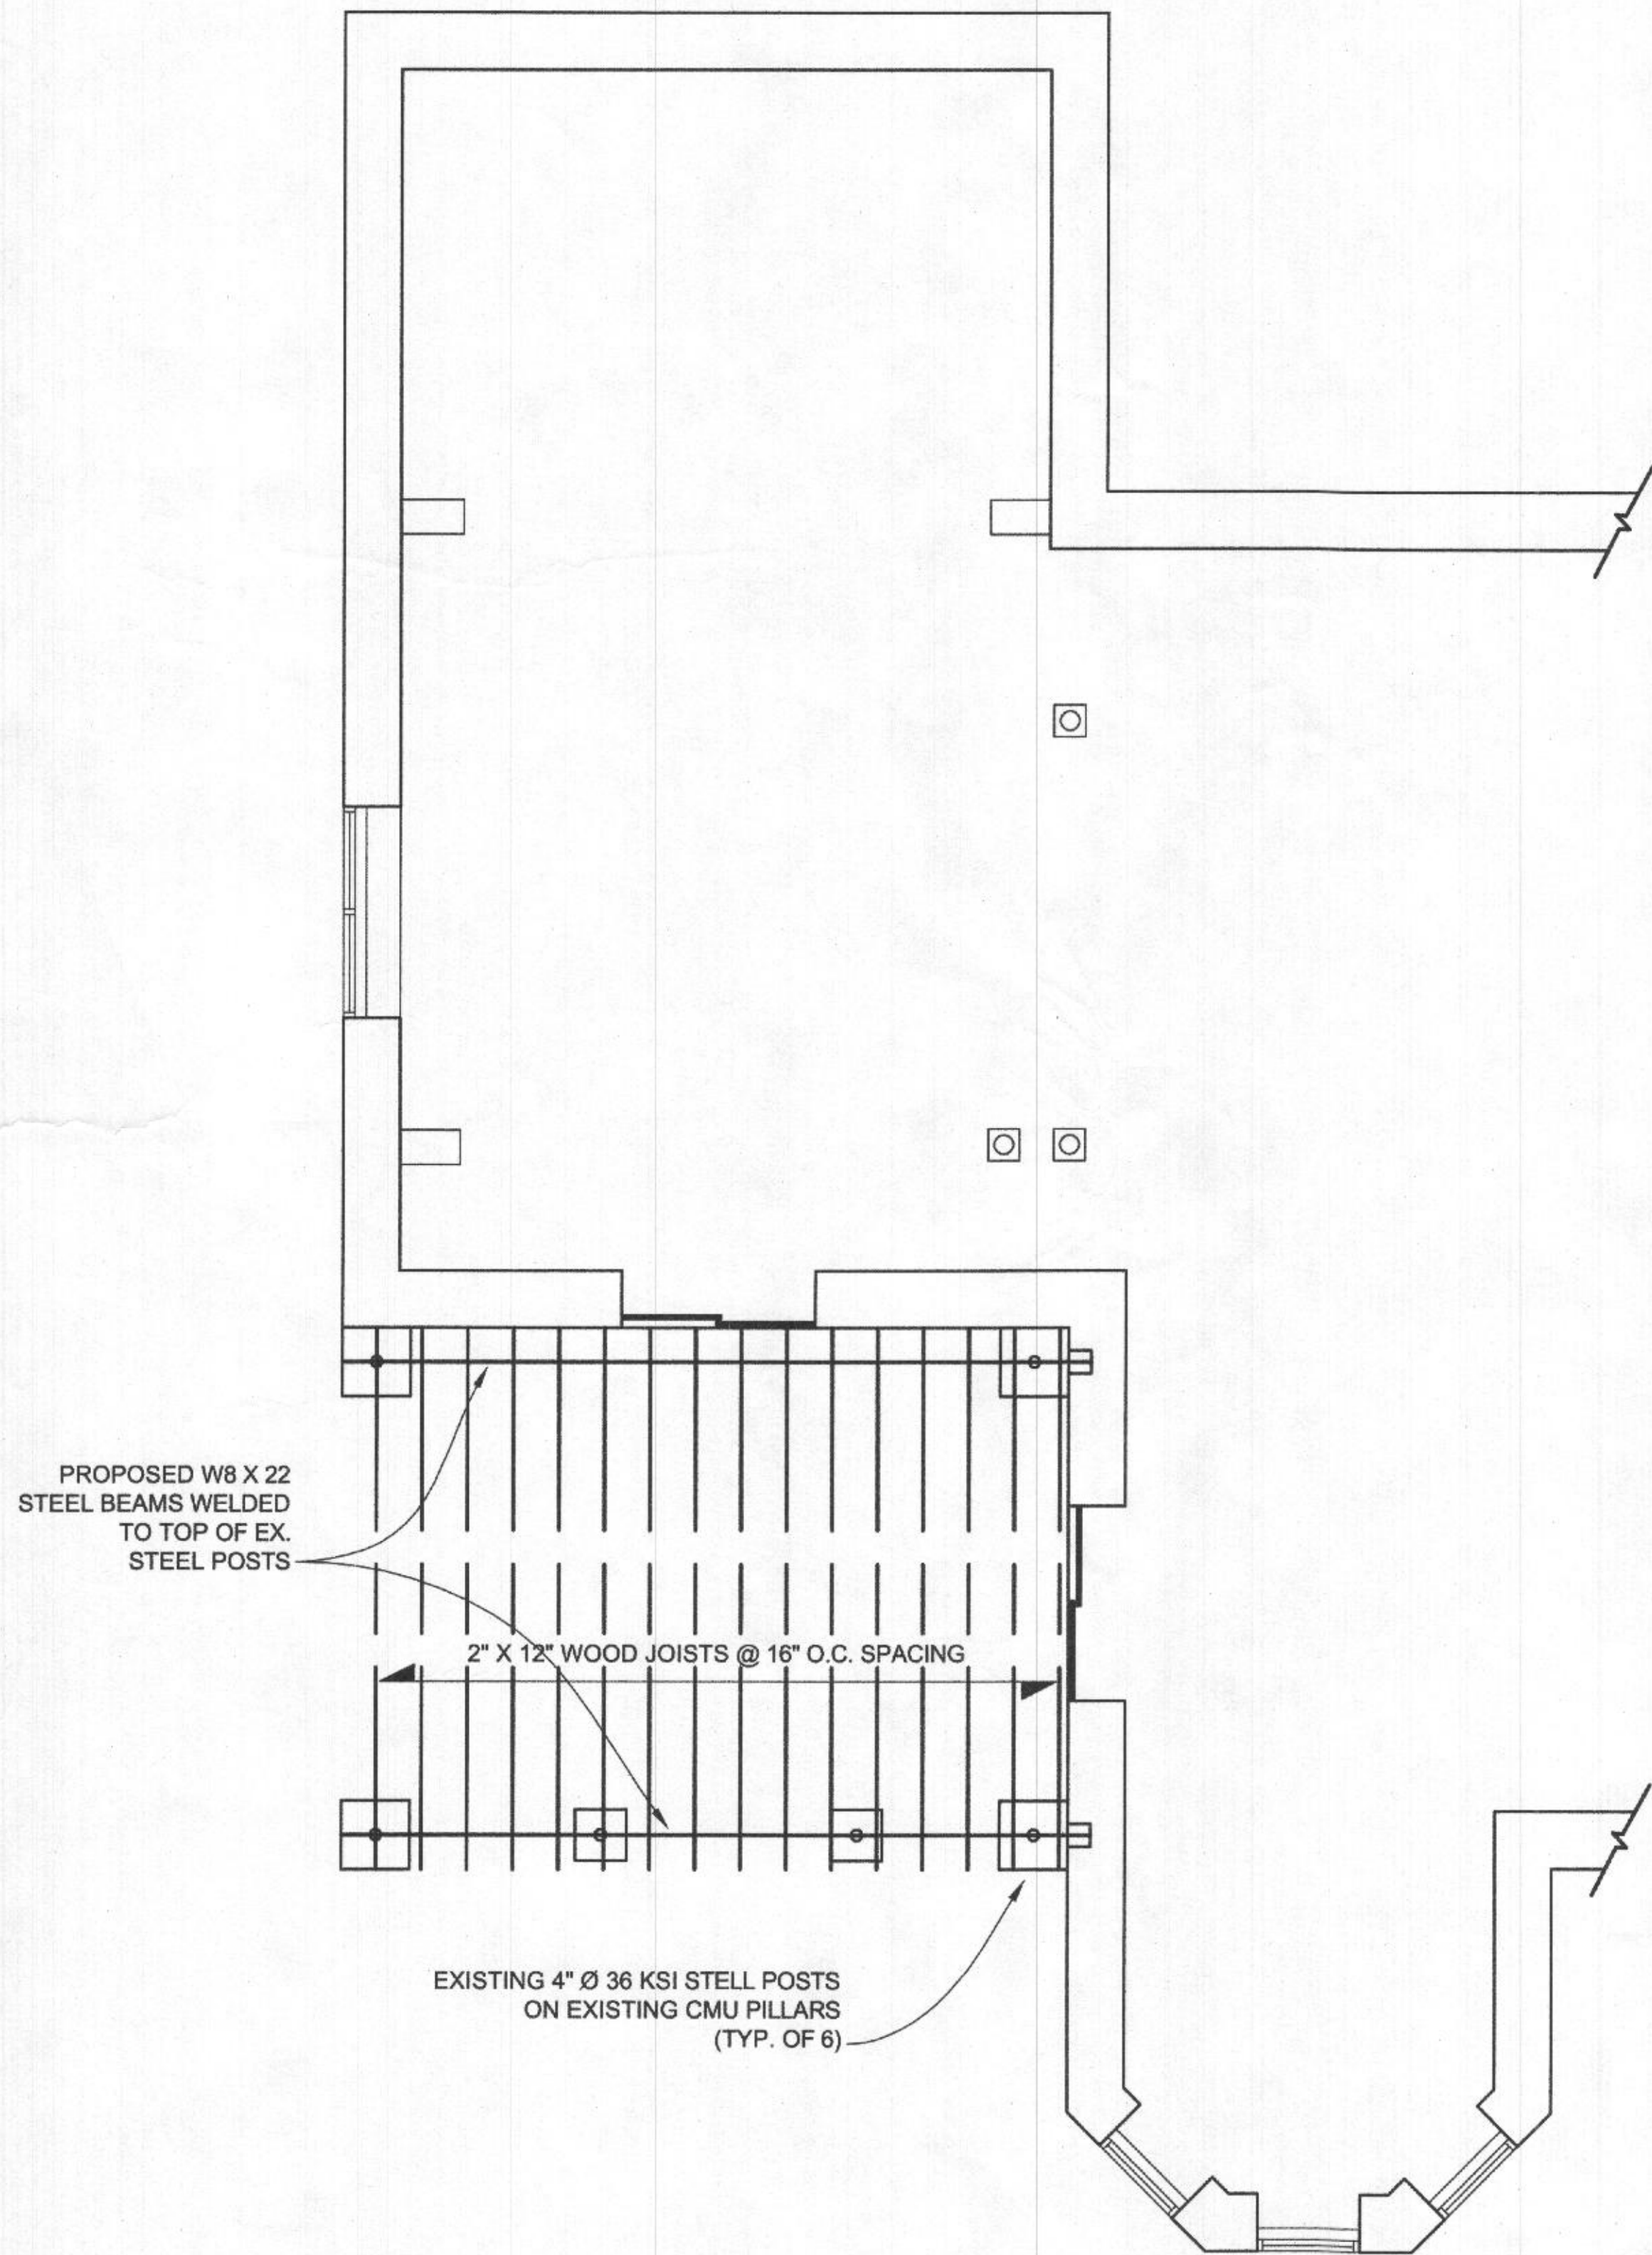 PROPOSED W8 X 22
STEEL BEAMS WELDED
TO TOP OF EX.
STEEL POSTS
2" X 12" WOOD JOISTS @ 16" O.C. SPACING
EXISTING 4" Ø 36 KSI STELL POSTS
ON EXISTING CMU PILLARS
(TYP. OF 6)